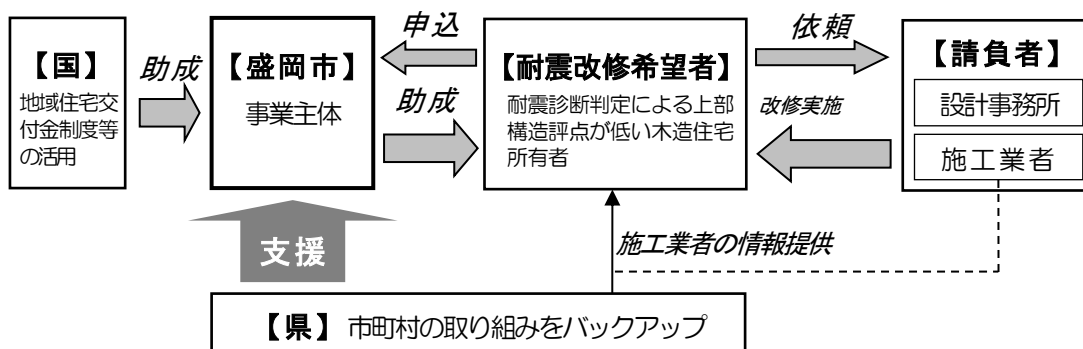 【国】
地域住宅交
付金制度等
の活用
助成
【盛岡市】
事業主体
申込
助成
【耐震改修希望者】
耐震診断判定による上部
構造評点が低い木造住宅
所有者
依頼
改修実施
【請負者】
設計事務所
施工業者
支援
施工業者の情報提供
【県】 市町村の取り組みをバックアップ